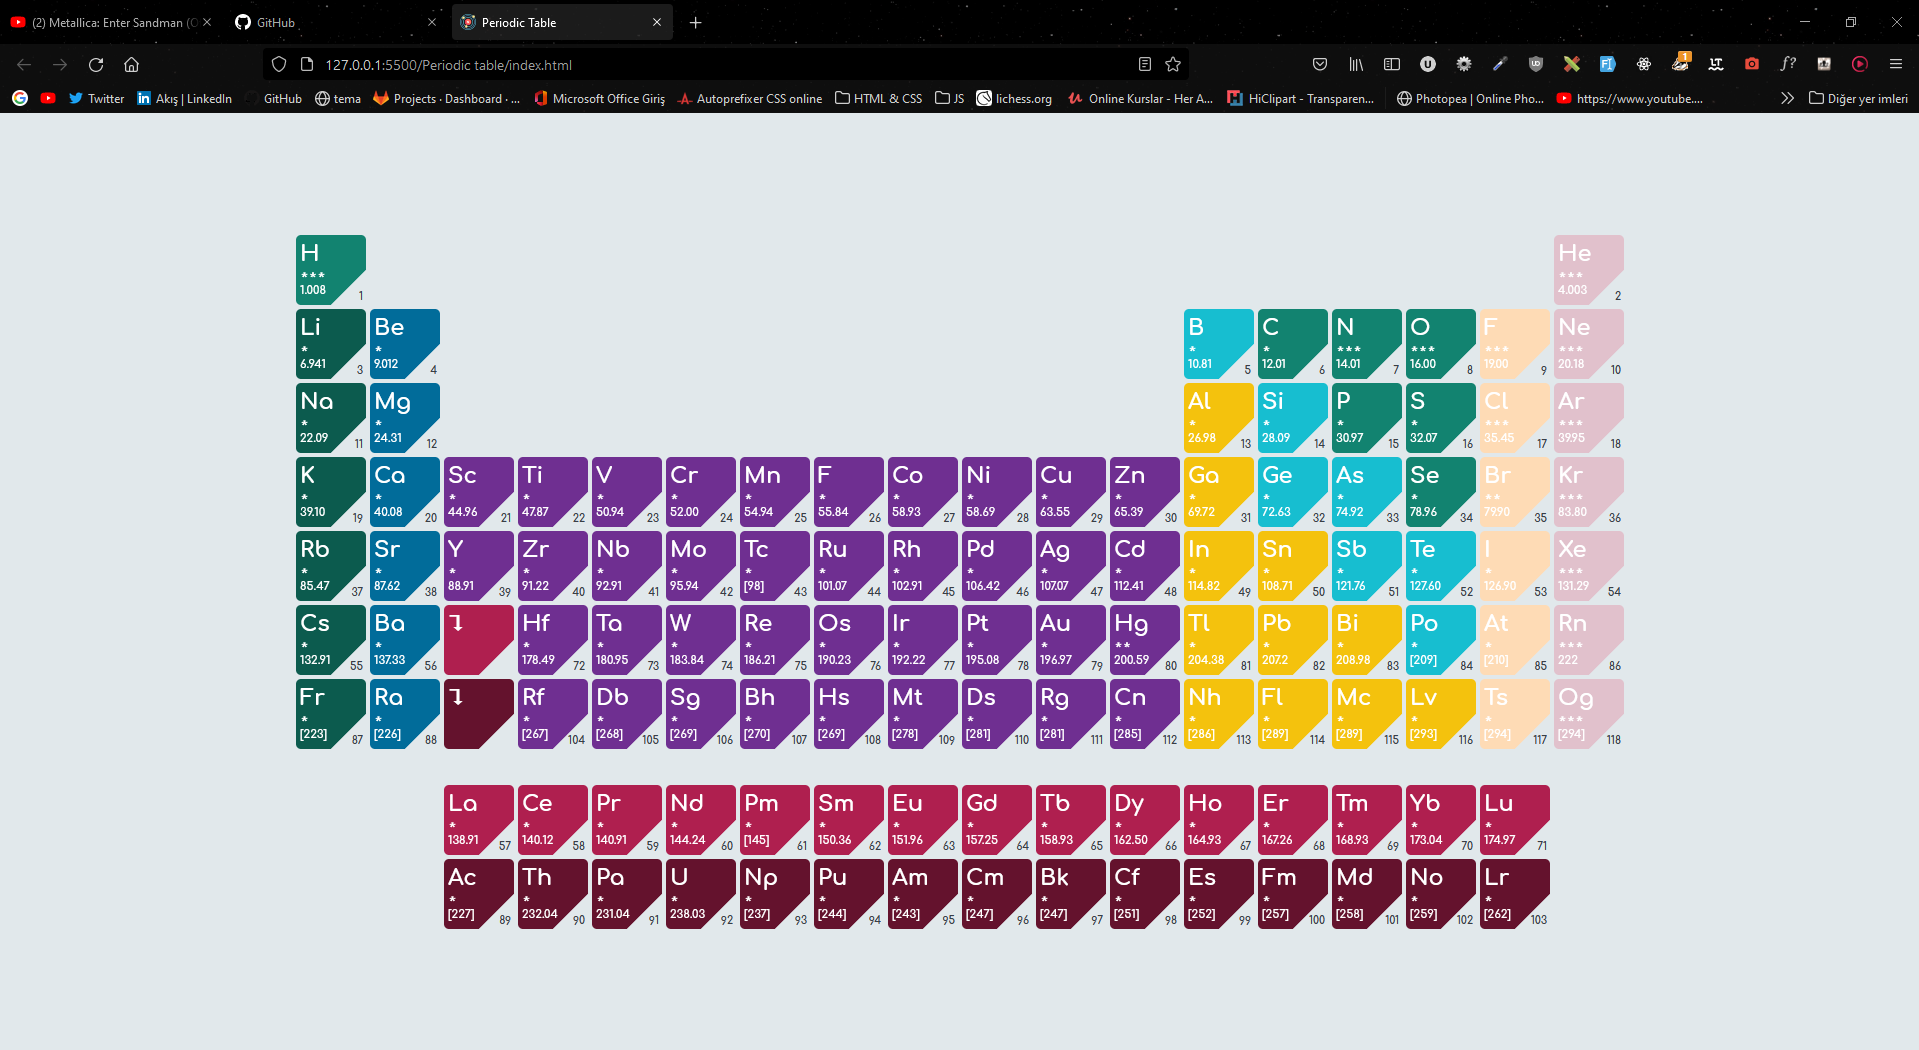 (2) Metallica: Enter Sandman (O
GitHub
Periodic Table
127.0.0.1:5500/Periodic table/index.html
Twitter Akış | LinkedIn GitHub tema Projects · Dashboard · ... Microsoft Office Giriş Autoprefixer CSS online HTML & CSS JS lichess.org Online Kurslar - Her A... HiClipart - Transparen... Photopea | Online Pho... https://www.youtube.... Diğer yer imleri
H He
*** ***
1.008 1 4.003 2
Li Be B C N O F Ne
* * * * *** *** *** ***
6.941 3 9.012 4 10.81 5 12.01 6 14.01 7 16.00 8 19.00 9 20.18 10
Na Mg Al Si P S Cl Ar
* * * * * * *** ***
22.09 11 24.31 12 26.98 13 28.09 14 30.97 15 32.07 16 35.45 17 39.95 18
K Ca Sc Ti V Cr Mn F Co Ni Cu Zn Ga Ge As Se Br Kr
* * * * * * * * * * * * * * * * ** ***
39.10 19 40.08 20 44.96 21 47.87 22 50.94 23 52.00 24 54.94 25 55.84 26 58.93 27 58.69 28 63.55 29 65.39 30 69.72 31 72.63 32 74.92 33 78.96 34 79.90 35 83.80 36
Rb Sr Y Zr Nb Mo Tc Ru Rh Pd Ag Cd In Sn Sb Te I Xe
* * * * * * * * * * * * * * * * * ***
85.47 37 87.62 38 88.91 39 91.22 40 92.91 41 95.94 42 [98] 43 101.07 44 102.91 45 106.42 46 107.07 47 112.41 48 114.82 49 108.71 50 121.76 51 127.60 52 126.90 53 131.29 54
Cs Ba Hf Ta W Re Os Ir Pt Au Hg Tl Pb Bi Po At Rn
* * * * * * * * * * ** * * * * * ***
132.91 55 137.33 56 178.49 72 180.95 73 183.84 74 186.21 75 190.23 76 192.22 77 195.08 78 196.97 79 200.59 80 204.38 81 207.2 82 208.98 83 [209] 84 [210] 85 222 86
Fr Ra Rf Db Sg Bh Hs Mt Ds Rg Cn Nh Fl Mc Lv Ts Og
* * * * * * * * * * * * * * * * ***
[223] 87 [226] 88 [267] 104 [268] 105 [269] 106 [270] 107 [269] 108 [278] 109 [281] 110 [281] 111 [285] 112 [286] 113 [289] 114 [289] 115 [293] 116 [294] 117 [294] 118
La Ce Pr Nd Pm Sm Eu Gd Tb Dy Ho Er Tm Yb Lu
* * * * * * * * * * * * * * *
138.91 57 140.12 58 140.91 59 144.24 60 [145] 61 150.36 62 151.96 63 157.25 64 158.93 65 162.50 66 164.93 67 167.26 68 168.93 69 173.04 70 174.97 71
Ac Th Pa U Np Pu Am Cm Bk Cf Es Fm Md No Lr
* * * * * * * * * * * * * * *
[227] 89 232.04 90 231.04 91 238.03 92 [237] 93 [244] 94 [243] 95 [247] 96 [247] 97 [251] 98 [252] 99 [257] 100 [258] 101 [259] 102 [262] 103